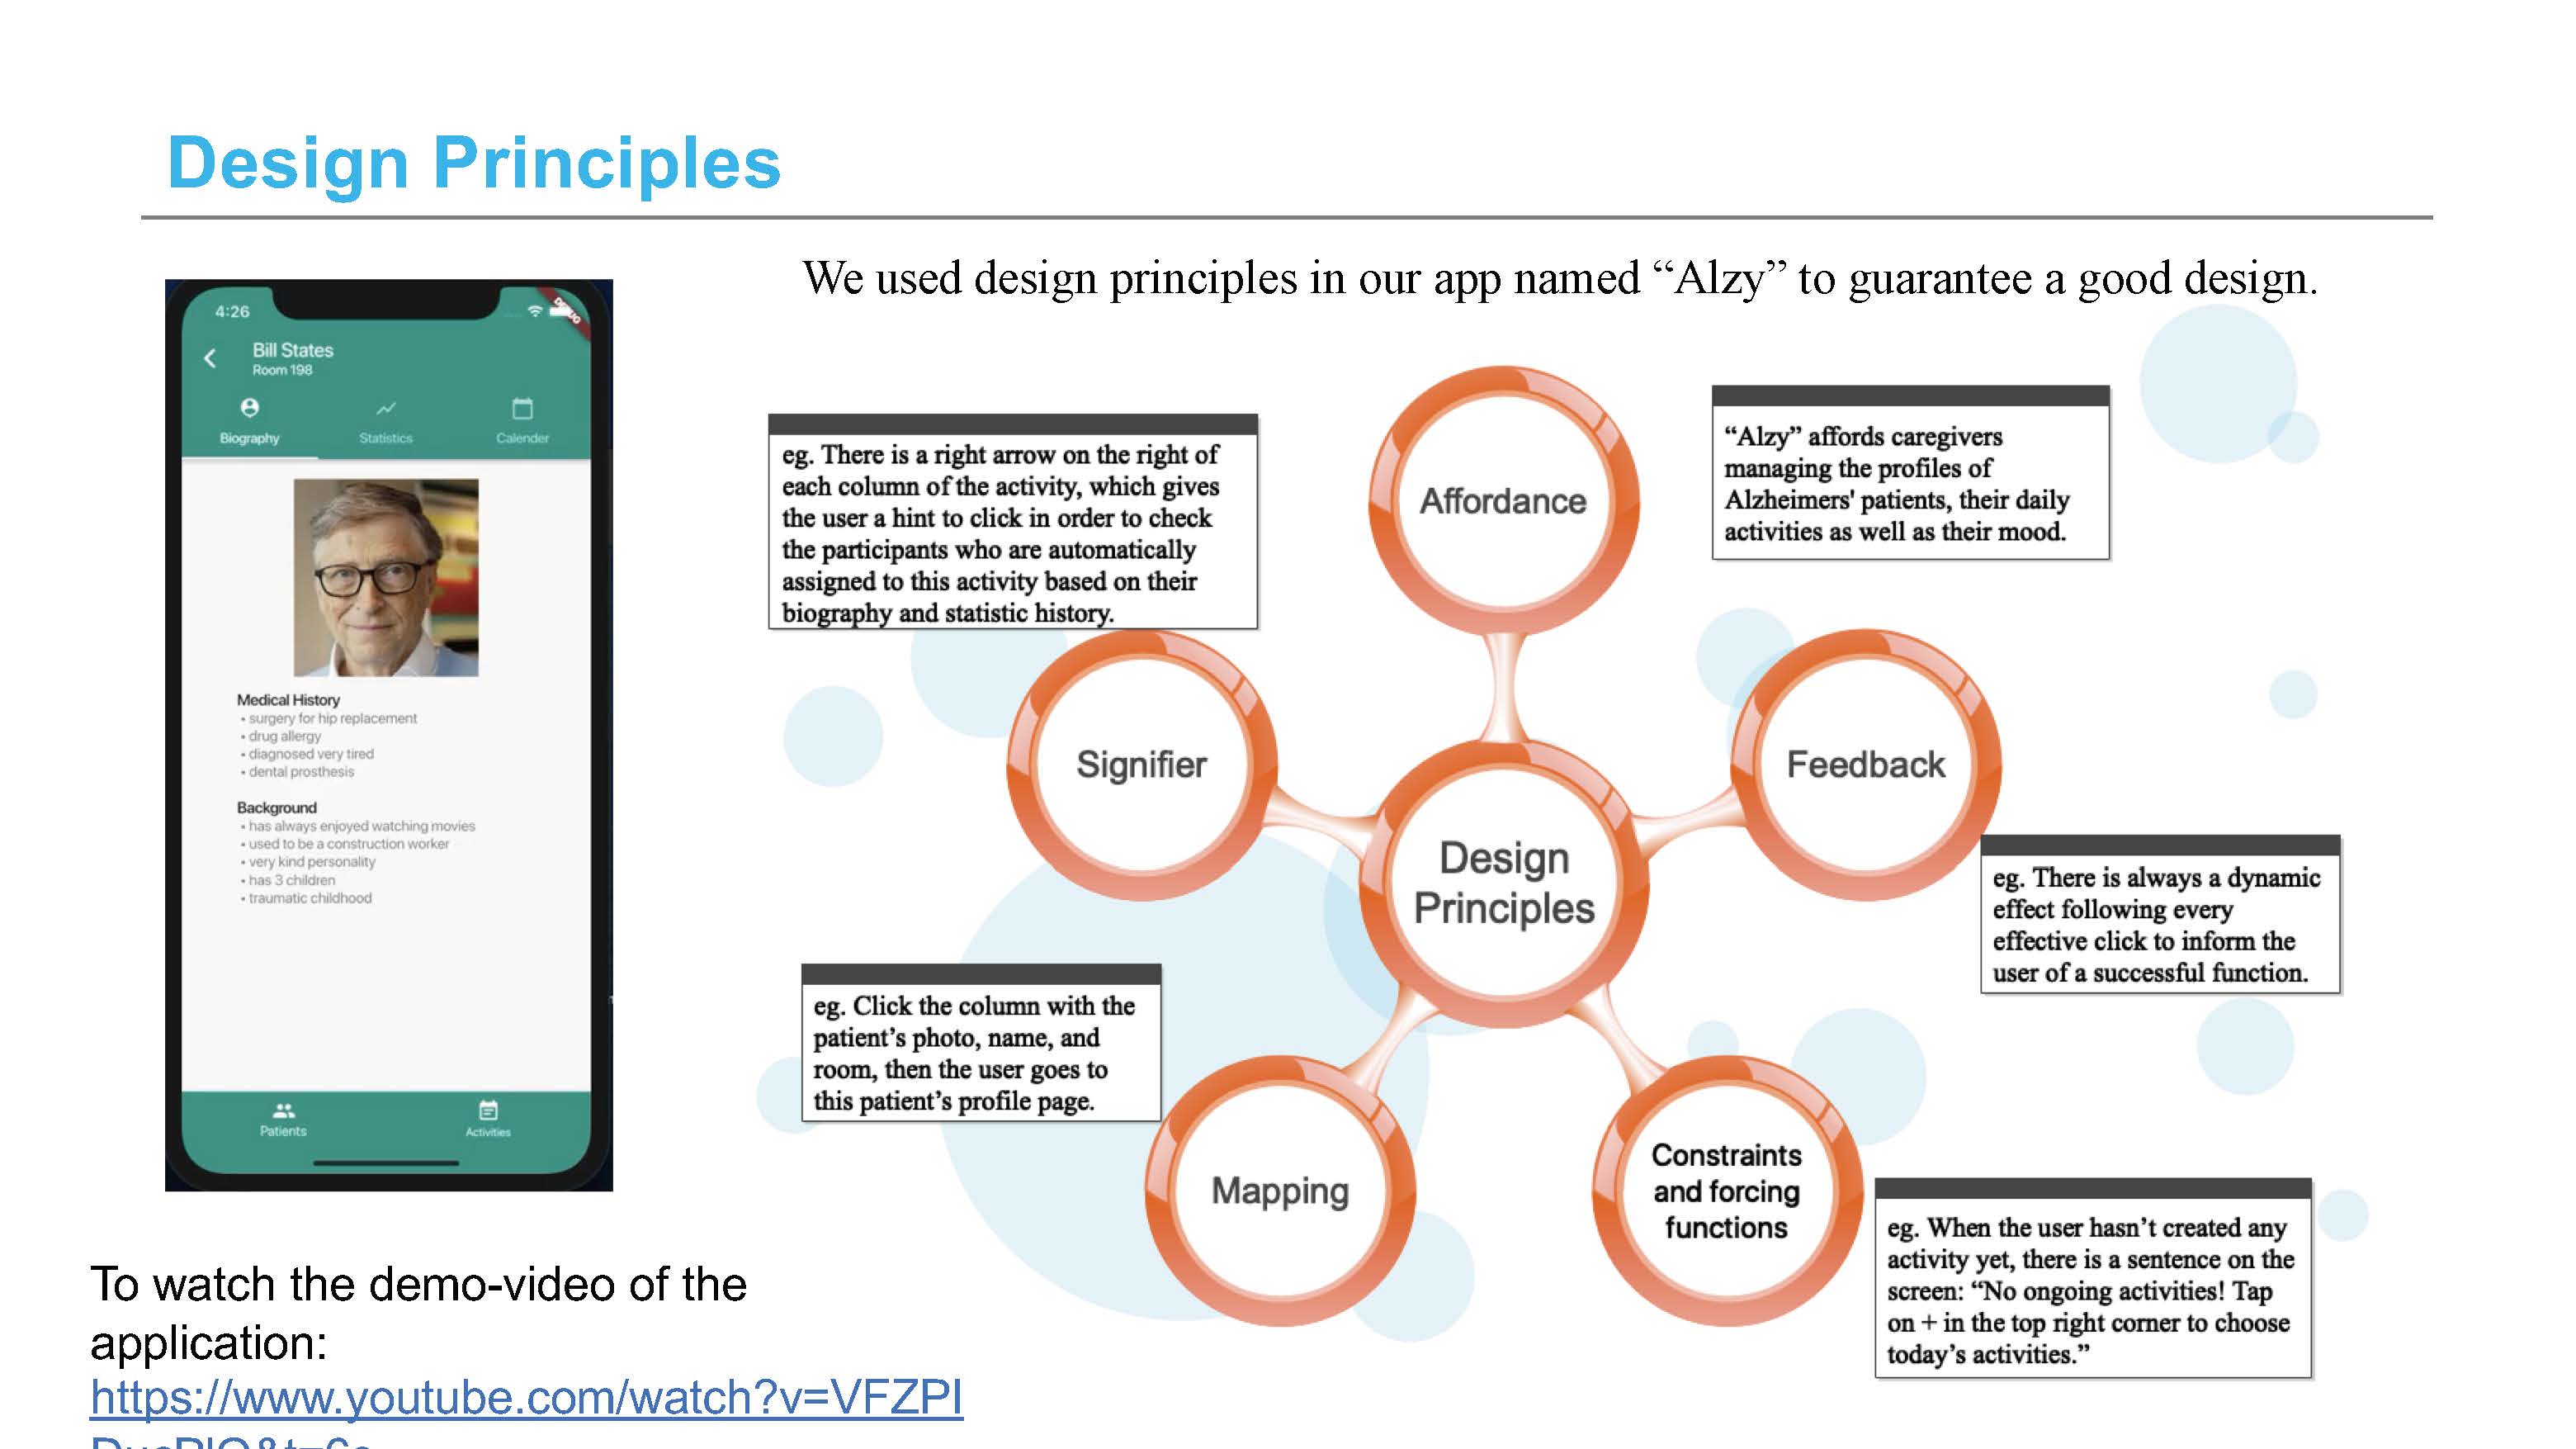 Design Principles
We used design principles in our app named “Alzy” to guarantee a good design.
4:26
Bill States
Room 198
Biography
Statistics
Calender
Medical History
• surgery for hip replacement
• drug allergy
• diagnosed very tired
• dental prosthesis
Background
• has always enjoyed watching movies
• used to be a construction worker
• very kind personality
• has 3 children
• traumatic childhood
Patients
Activities
To watch the demo-video of the
application:
https://www.youtube.com/watch?v=VFZPI
eg. There is a right arrow on the right of
each column of the activity, which gives
the user a hint to click in order to check
the participants who are automatically
assigned to this activity based on their
biography and statistic history.
Affordance
“Alzy” affords caregivers
managing the profiles of
Alzheimers' patients, their daily
activities as well as their mood.
Signifier
Feedback
Design
Principles
eg. There is always a dynamic
effect following every
effective click to inform the
user of a successful function.
eg. Click the column with the
patient’s photo, name, and
room, then the user goes to
this patient’s profile page.
Mapping
Constraints
and forcing
functions
eg. When the user hasn’t created any
activity yet, there is a sentence on the
screen: “No ongoing activities! Tap
on + in the top right corner to choose
today’s activities.”